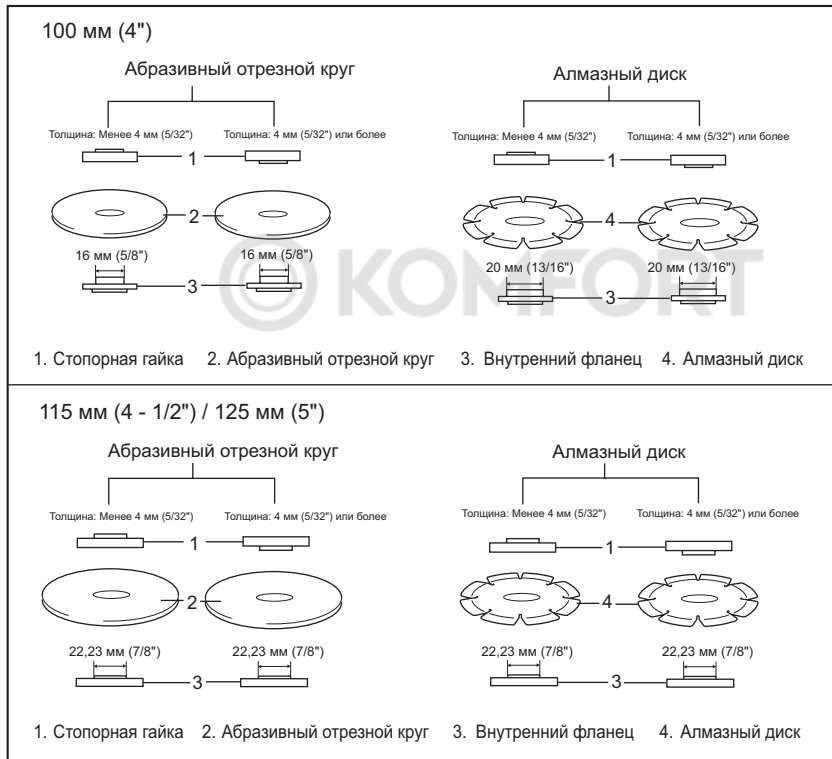 100 мм (4")
Абразивный отрезной круг
Алмазный диск
Толщина: Менее 4 мм (5/32")
Толщина: 4 мм (5/32") или более
Толщина: Менее 4 мм (5/32")
Толщина: 4 мм (5/32") или более
1
1
2
4
16 мм (5/8")
16 мм (5/8")
20 мм (13/16")
20 мм (13/16")
© KOMFORT
3
3
1. Стопорная гайка 2. Абразивный отрезной круг 3. Внутренний фланец 4. Алмазный диск
115 мм (4 - 1/2") / 125 мм (5")
Абразивный отрезной круг
Алмазный диск
Толщина: Менее 4 мм (5/32")
Толщина: 4 мм (5/32") или более
Толщина: Менее 4 мм (5/32")
Толщина: 4 мм (5/32") или более
1
1
2
4
22,23 мм (7/8")
22,23 мм (7/8")
22,23 мм (7/8")
22,23 мм (7/8")
3
3
1. Стопорная гайка 2. Абразивный отрезной круг 3. Внутренний фланец 4. Алмазный диск